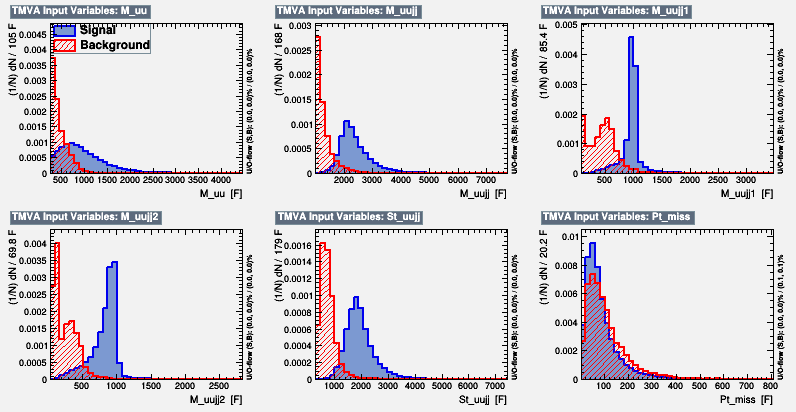 TMVA Input Variables: M_uu
(1/N) dN / 105 F
0.0045
0.004
0.0035
0.003
0.0025
0.002
0.0015
0.001
0.0005
0
Signal
Background
500 1000 1500 2000 2500 3000 3500 4000
M_uu [F]
U/O-flow (S,B): (0.0, 0.0)% / (0.0, 0.0)%
TMVA Input Variables: M_uujj
(1/N) dN / 168 F
0.003
0.0025
0.002
0.0015
0.001
0.0005
0
2000 3000 4000 5000 6000 7000
M_uujj [F]
U/O-flow (S,B): (0.0, 0.0)% / (0.0, 0.0)%
TMVA Input Variables: M_uujj1
(1/N) dN / 85.4 F
0.005
0.004
0.003
0.002
0.001
0
500 1000 1500 2000 2500 3000
M_uujj1 [F]
U/O-flow (S,B): (0.0, 0.0)% / (0.0, 0.0)%
TMVA Input Variables: M_uujj2
(1/N) dN / 69.8 F
0.004
0.0035
0.003
0.0025
0.002
0.0015
0.001
0.0005
0
500 1000 1500 2000 2500
M_uujj2 [F]
U/O-flow (S,B): (0.0, 0.0)% / (0.0, 0.0)%
TMVA Input Variables: St_uujj
(1/N) dN / 179 F
0.0016
0.0014
0.0012
0.001
0.0008
0.0006
0.0004
0.0002
0
1000 2000 3000 4000 5000 6000 7000
St_uujj [F]
U/O-flow (S,B): (0.0, 0.0)% / (0.0, 0.0)%
TMVA Input Variables: Pt_miss
(1/N) dN / 20.2 F
0.01
0.008
0.006
0.004
0.002
0
100 200 300 400 500 600 700 800
Pt_miss [F]
U/O-flow (S,B): (0.0, 0.0)% / (0.1, 0.1)%